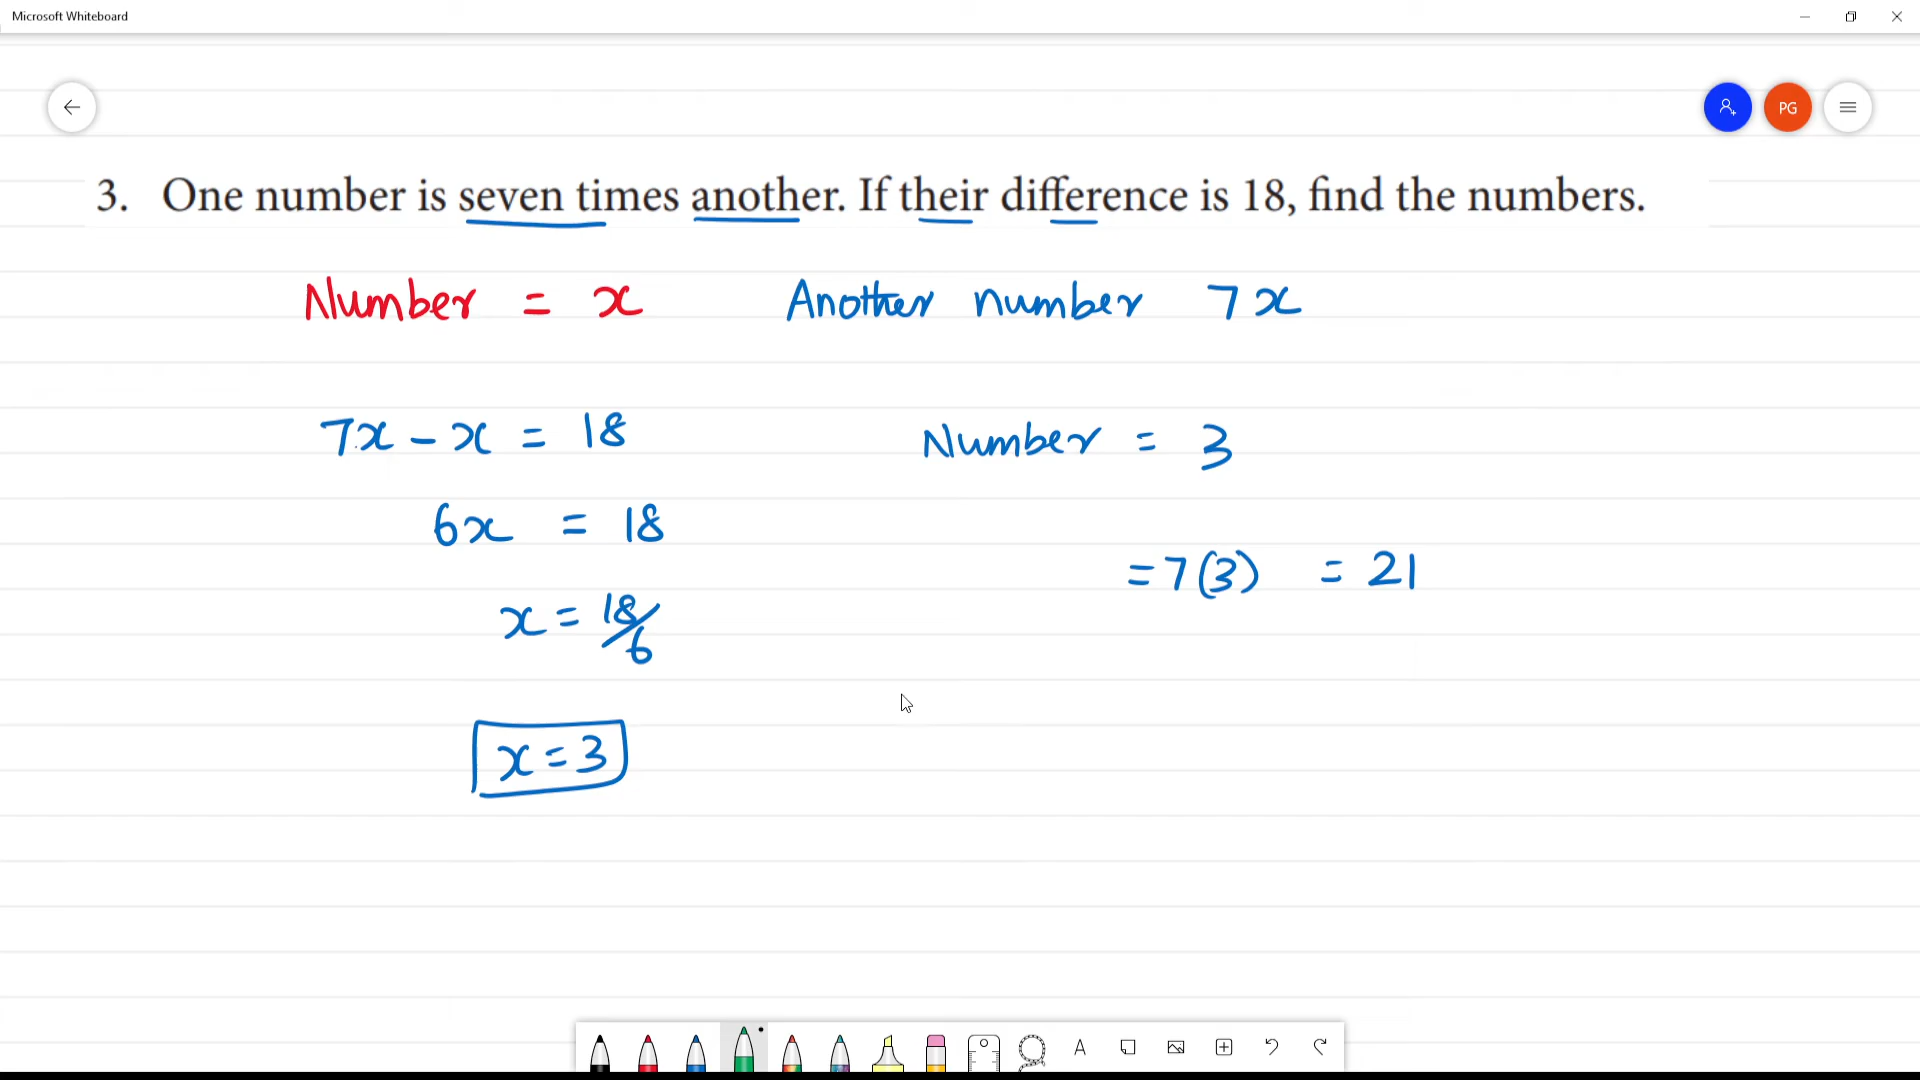 Microsoft Whiteboard
PG
3. One number is seven times another. If their difference is 18, find the numbers.
Number = x Another number 7x
7x - x = 18 Number = 3
6x = 18
= 7(3) = 21
x = 18/6
x = 3
A